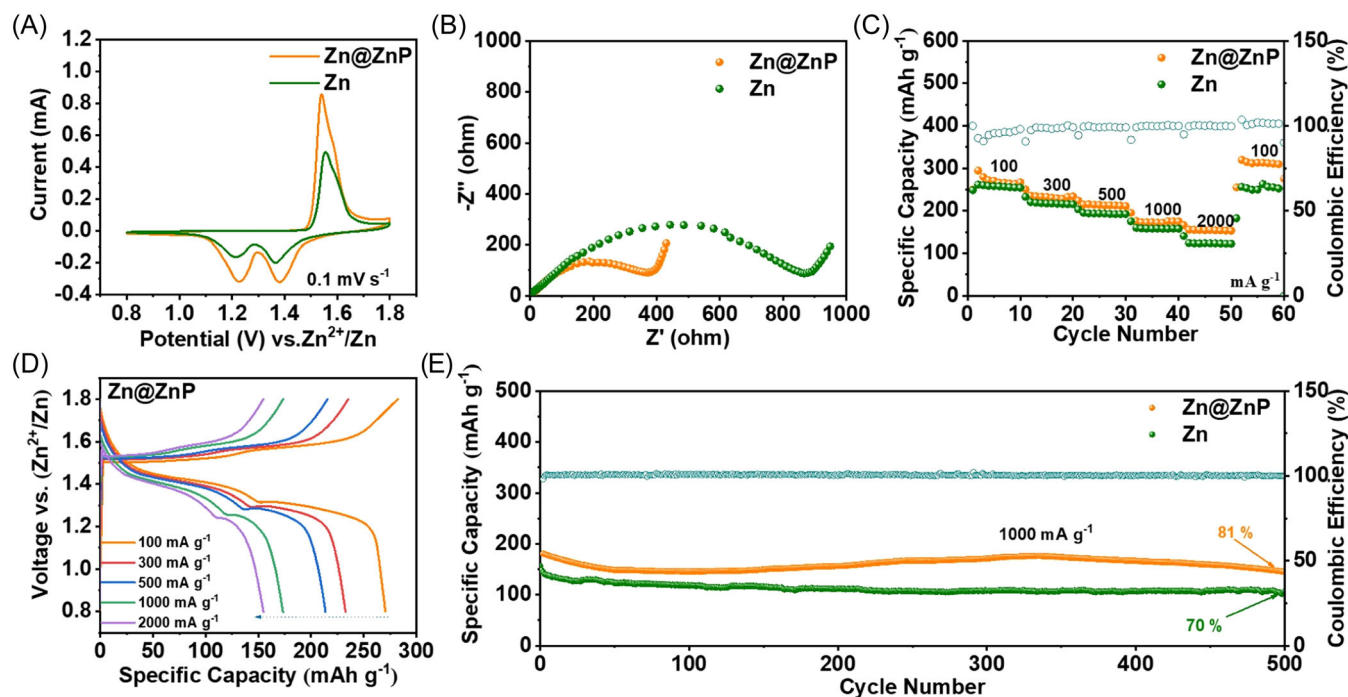 (A)
1.2
1.0
0.8
0.6
0.4
0.2
0.0
-0.2
-0.4
Current (mA)
Zn@ZnP
Zn
0.1 mV s⁻¹
0.8 1.0 1.2 1.4 1.6 1.8
Potential (V) vs.Zn²⁺/Zn
(B)
1000
800
600
400
200
0
-Z'' (ohm)
Zn@ZnP
Zn
0 200 400 600 800 1000
Z' (ohm)
(C)
600
500
400
300
200
100
0
Specific Capacity (mAh g⁻¹)
Zn@ZnP
Zn
100
300
500
1000
2000
100
mA g⁻¹
150
100
50
0
Coulombic Efficiency (%)
0 10 20 30 40 50 60
Cycle Number
(D)
Zn@ZnP
1.8
1.6
1.4
1.2
1.0
0.8
Voltage vs. (Zn²⁺/Zn)
100 mA g⁻¹
300 mA g⁻¹
500 mA g⁻¹
1000 mA g⁻¹
2000 mA g⁻¹
0 50 100 150 200 250 300
Specific Capacity (mAh g⁻¹)
(E)
500
450
400
350
300
250
200
150
100
50
0
Specific Capacity (mAh g⁻¹)
Zn@ZnP
Zn
1000 mA g⁻¹
81 %
70 %
150
100
50
0
Coulombic Efficiency (%)
0 100 200 300 400 500
Cycle Number